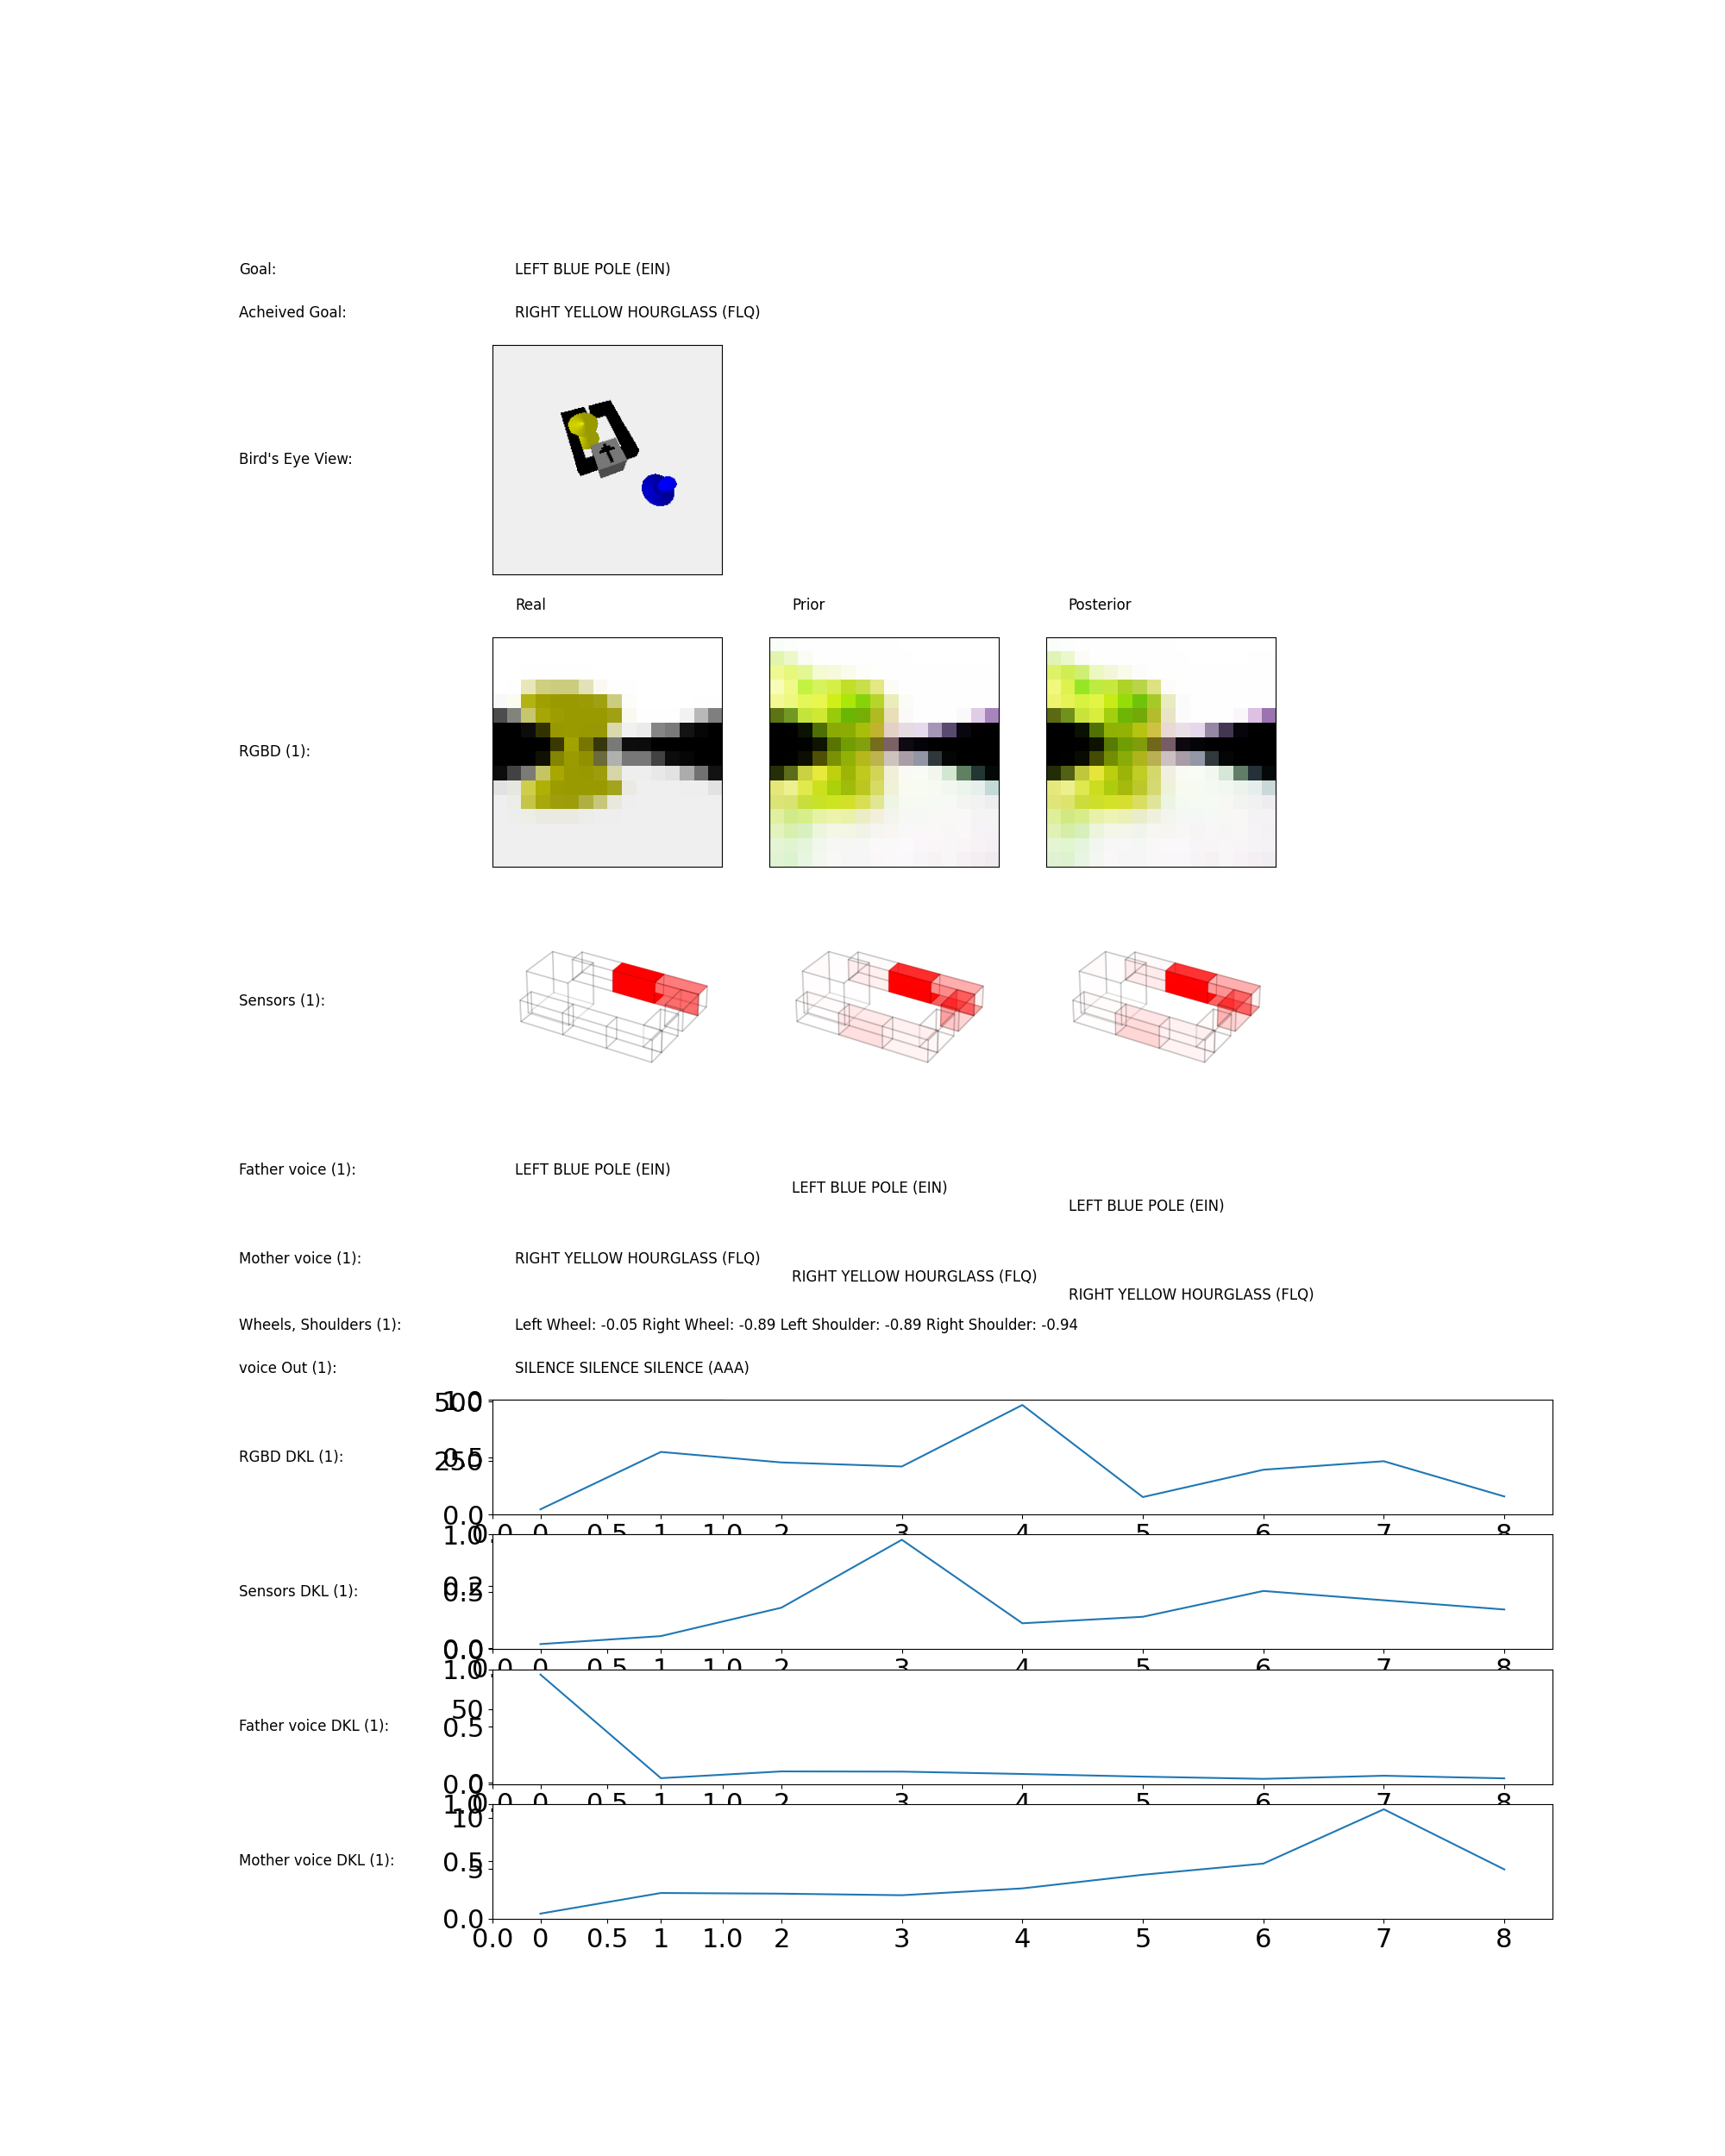 Goal: LEFT BLUE POLE (EIN)
Acheived Goal: RIGHT YELLOW HOURGLASS (FLQ)
Bird's Eye View:
Real Prior Posterior
RGBD (1):
Sensors (1):
Father voice (1): LEFT BLUE POLE (EIN)
LEFT BLUE POLE (EIN)
LEFT BLUE POLE (EIN)
Mother voice (1): RIGHT YELLOW HOURGLASS (FLQ)
RIGHT YELLOW HOURGLASS (FLQ)
RIGHT YELLOW HOURGLASS (FLQ)
Wheels, Shoulders (1): Left Wheel: -0.05 Right Wheel: -0.89 Left Shoulder: -0.89 Right Shoulder: -0.94
voice Out (1): SILENCE SILENCE SILENCE (AAA)
500 1.0
RGBD DKL (1): 250 0.5
0.0
0.0 0 0.5 1 1.0 2 3 4 5 6 7 8
1.0
Sensors DKL (1): 0.2 0.5
0.0
0.0 0 0.5 1 1.0 2 3 4 5 6 7 8
1.0
50
Father voice DKL (1): 0.5
0.0 0
0.0 0 0.5 1 1.0 2 3 4 5 6 7 8
1.0
10
Mother voice DKL (1): 0.5 5
0.0
0.0 0 0.5 1 1.0 2 3 4 5 6 7 8